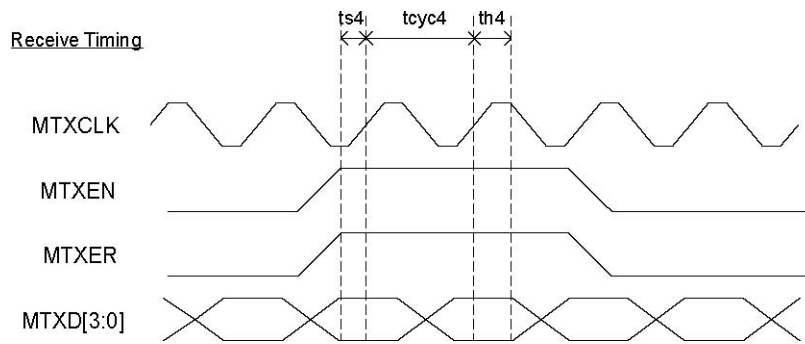 ts4 tcyc4 th4
Receive Timing
MTXCLK
MTXEN
MTXER
MTXD[3:0]